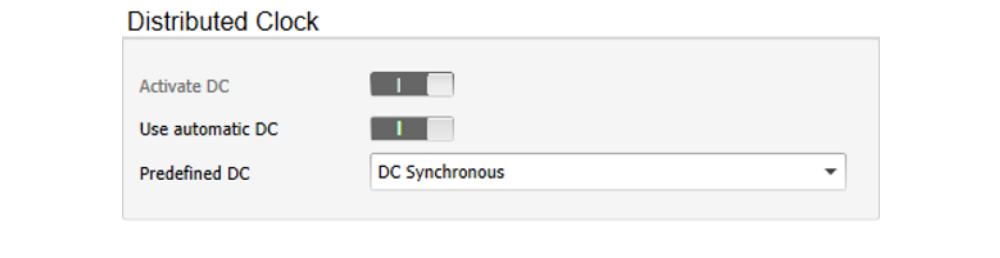 Distributed Clock
Activate DC
Use automatic DC
Predefined DC
DC Synchronous